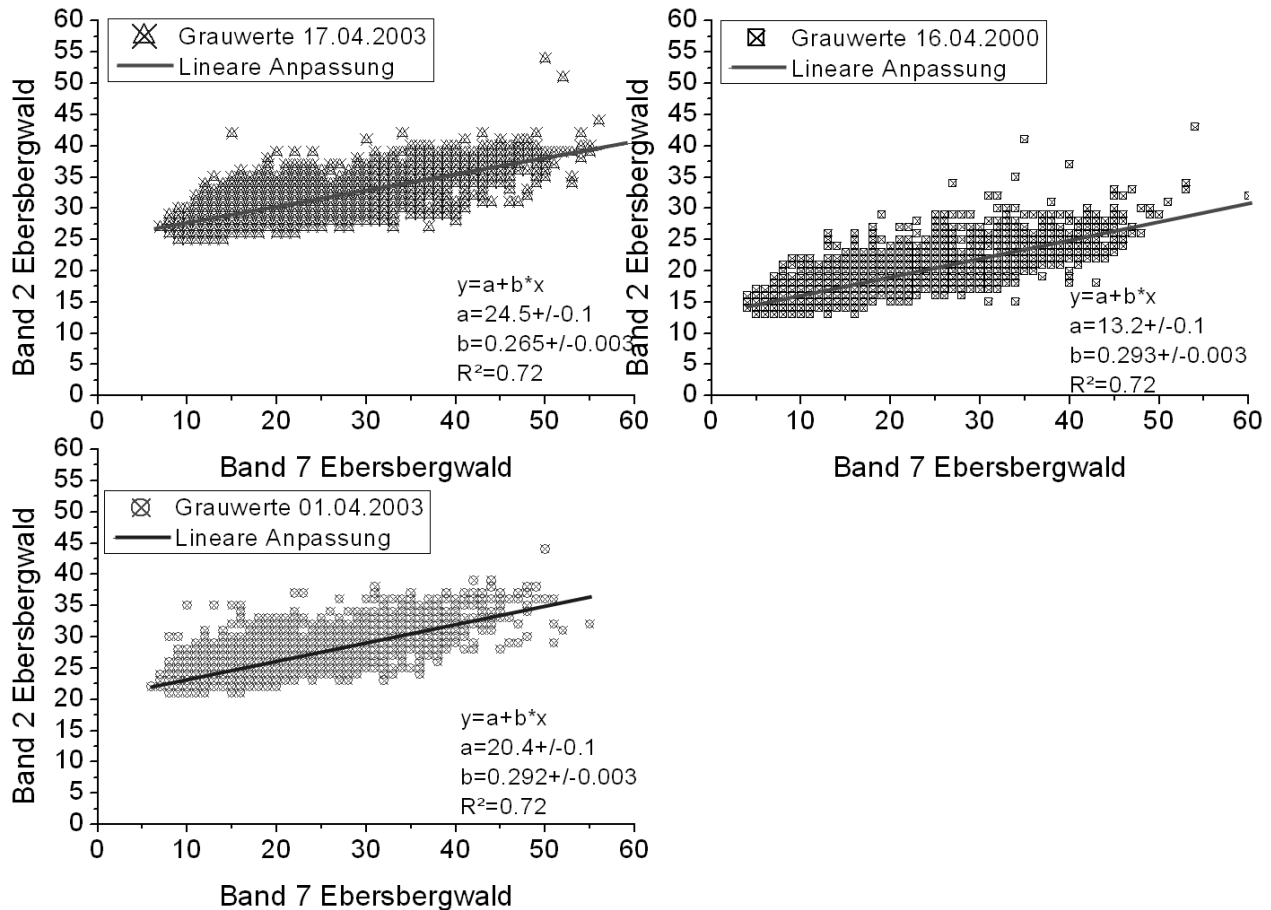 Grauwerte 17.04.2003
Lineare Anpassung
Band 2 Ebersbergwald
60
55
50
45
40
35
30
25
20
15
10
5
0
y=a+b*x
a=24.5+/-0.1
b=0.265+/-0.003
R²=0.72
0 10 20 30 40 50 60
Band 7 Ebersbergwald
Grauwerte 16.04.2000
Lineare Anpassung
Band 2 Ebersbergwald
60
55
50
45
40
35
30
25
20
15
10
5
0
y=a+b*x
a=13.2+/-0.1
b=0.293+/-0.003
R²=0.72
0 10 20 30 40 50 60
Band 7 Ebersbergwald
Grauwerte 01.04.2003
Lineare Anpassung
Band 2 Ebersbergwald
60
55
50
45
40
35
30
25
20
15
10
5
0
y=a+b*x
a=20.4+/-0.1
b=0.292+/-0.003
R²=0.72
0 10 20 30 40 50 60
Band 7 Ebersbergwald